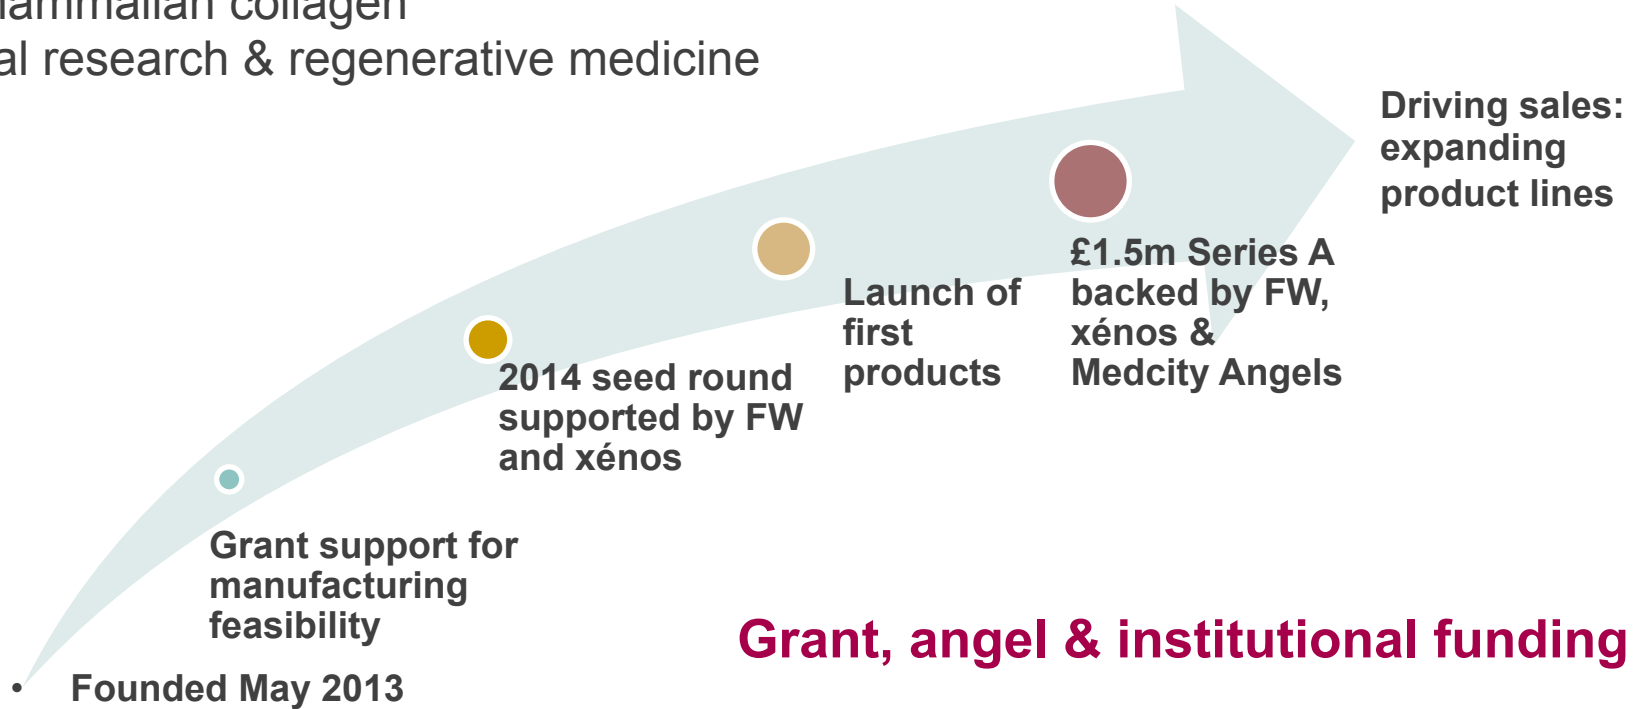 mammalian collagen
al research & regenerative medicine
Driving sales:
expanding
product lines
£1.5m Series A
backed by FW,
xénos &
Medcity Angels
Launch of
first
products
2014 seed round
supported by FW
and xénos
Grant support for
manufacturing
feasibility
Grant, angel & institutional funding
• Founded May 2013